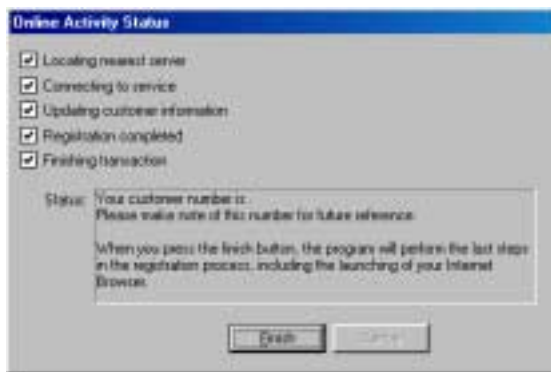 Online Activity Status
Locating nearest server
Connecting to service
Updating customer information
Registration completed
Finishing transaction
Status: Your customer number is
Please make note of this number for future reference.
When you press the finish button, the program will perform the last steps
in the registration process, including the launching of your Internet
Browser.
Finish